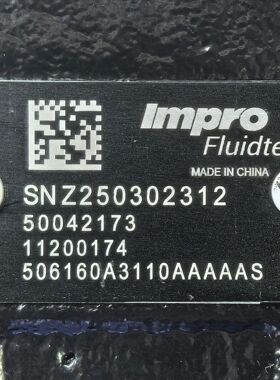 Impro
Fluidte
MADE IN CHINA
SNZ250302312
50042173
11200174
506160A3110AAAAAS